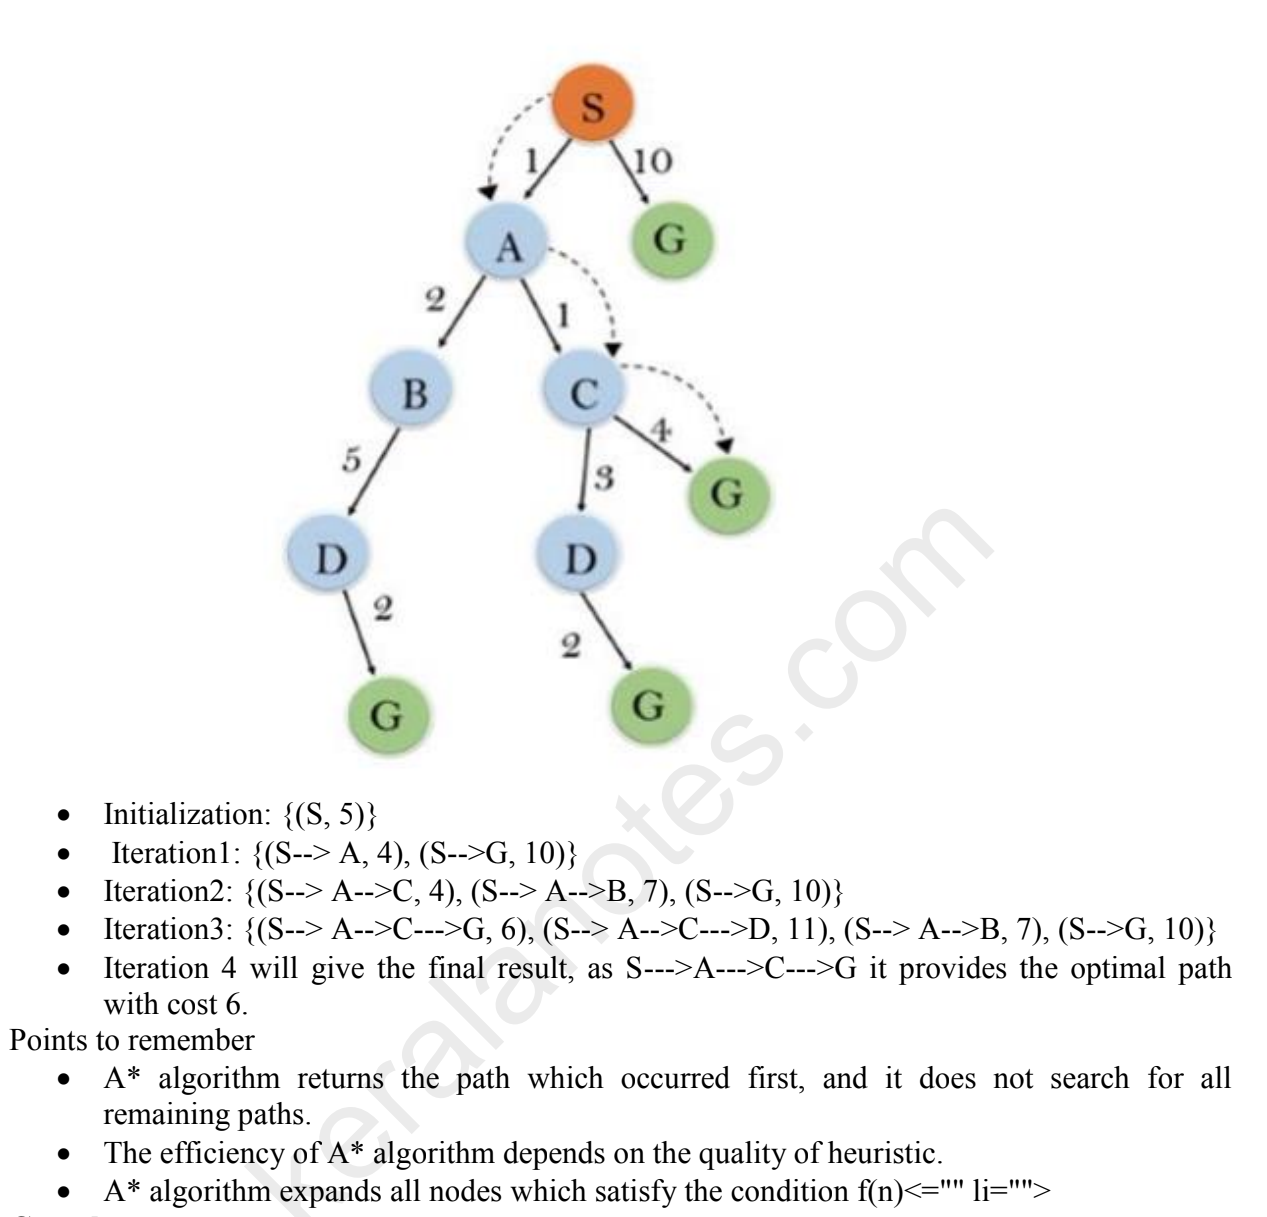 S
1
10
A
G
2
1
B
C
5
4
3
G
D
D
2
2
G
G
• Initialization: {(S, 5)}
• Iteration1: {(S--> A, 4), (S-->G, 10)}
• Iteration2: {(S--> A-->C, 4), (S--> A-->B, 7), (S-->G, 10)}
• Iteration3: {(S--> A-->C--->G, 6), (S--> A-->C--->D, 11), (S--> A-->B, 7), (S-->G, 10)}
• Iteration 4 will give the final result, as S--->A--->C--->G it provides the optimal path
with cost 6.
Points to remember
• A* algorithm returns the path which occurred first, and it does not search for all
remaining paths.
• The efficiency of A* algorithm depends on the quality of heuristic.
• A* algorithm expands all nodes which satisfy the condition f(n)<="" li="">
keralanotes.com